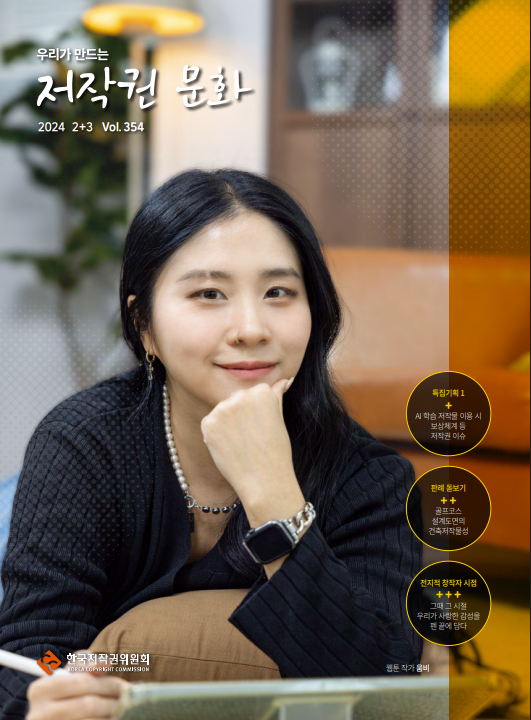 우리가 만드는
저작권 문화
2024 2+3 Vol. 354
특집기획 1
+
AI 학습 저작물 이용 시
보상체계 등
저작권 이슈
판례 돋보기
++
골프코스
설계도면의
건축저작물성
전지적 창작자 시점
+++
그때 그 시절
우리가 사랑한 감성을
펜 끝에 담다
한국저작권위원회
KOREA COPYRIGHT COMMISSION
웹툰 작가 움비